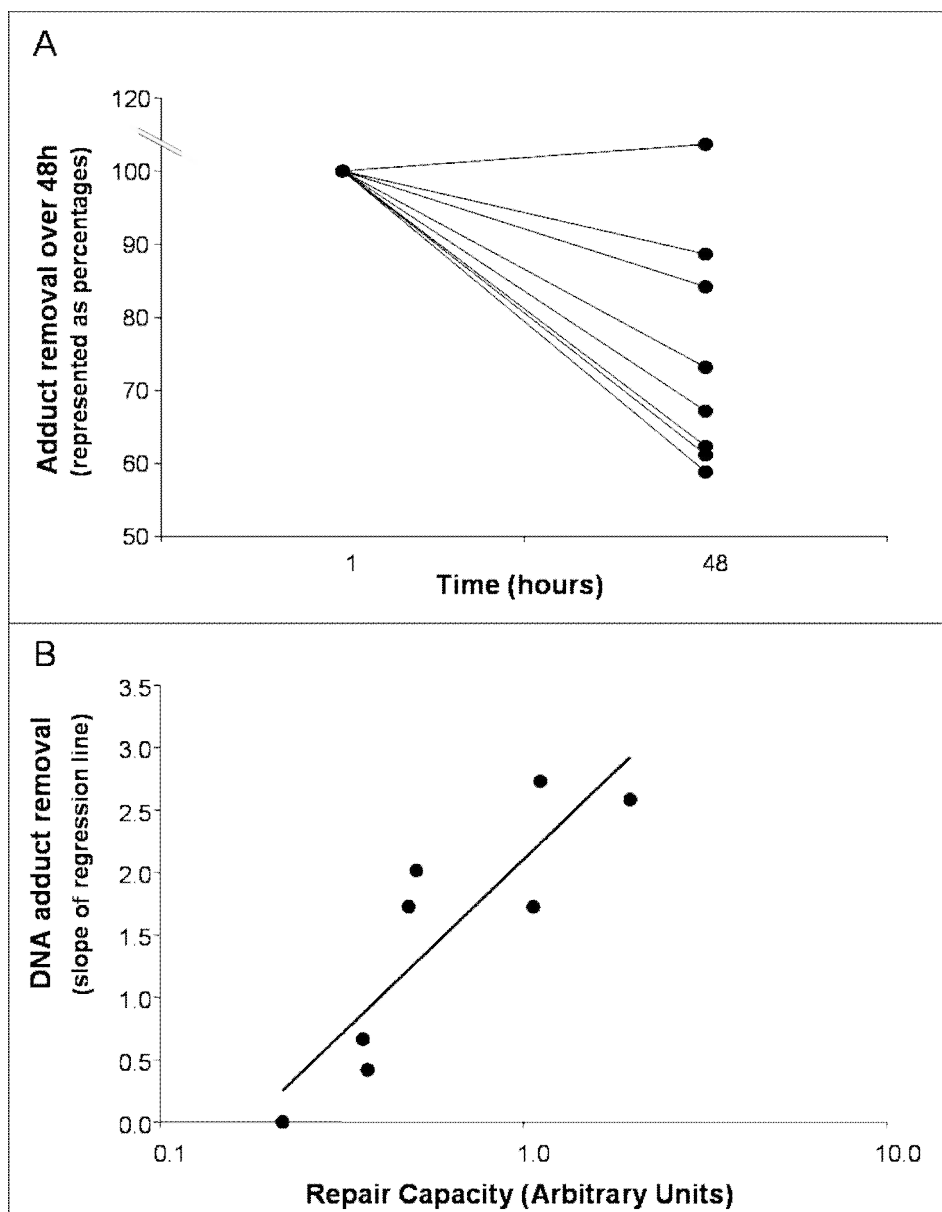 A
Adduct removal over 48h
(represented as percentages)
120
100
90
80
70
60
50
1
48
Time (hours)
B
DNA adduct removal
(slope of regression line)
3.5
3.0
2.5
2.0
1.5
1.0
0.5
0.0
0.1
1.0
10.0
Repair Capacity (Arbitrary Units)